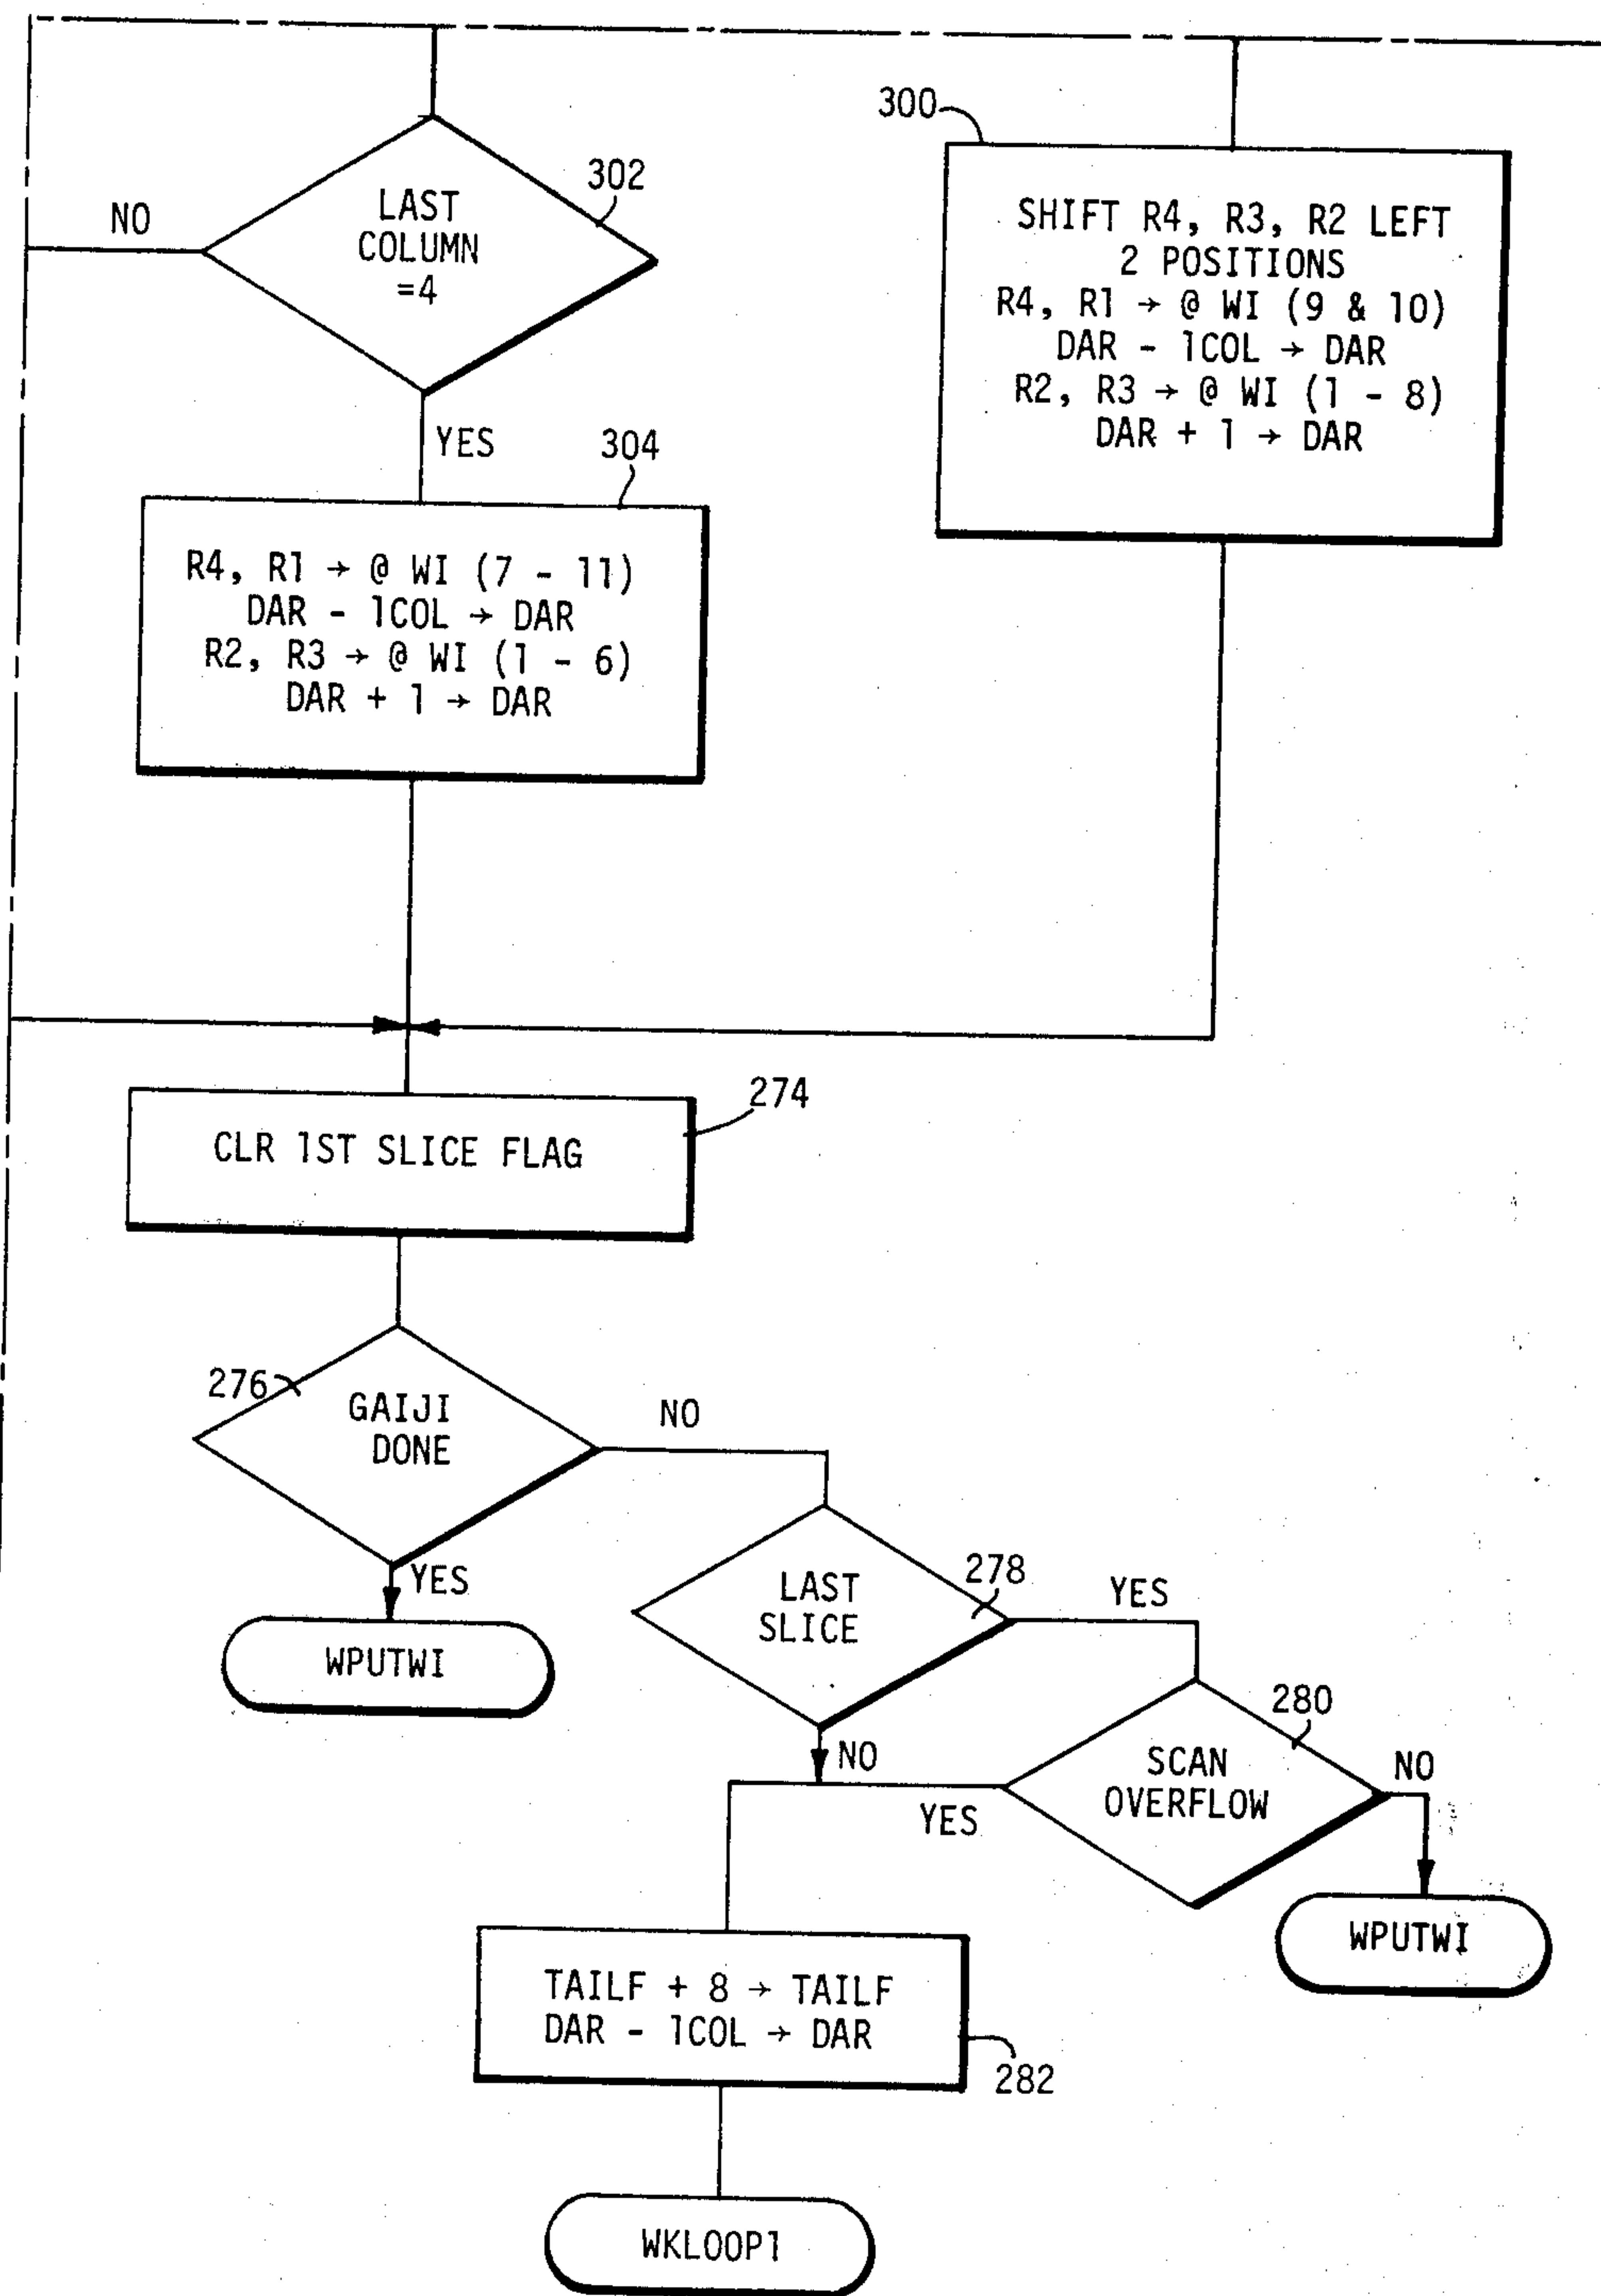 300
SHIFT R4, R3, R2 LEFT
2 POSITIONS
R4, R1 → @ WI (9 & 10)
DAR - 1COL → DAR
R2, R3 → @ WI (1 - 8)
DAR + 1 → DAR
302
LAST
COLUMN
=4
NO
YES
304
R4, R1 → @ WI (7 - 11)
DAR - 1COL → DAR
R2, R3 → @ WI (1 - 6)
DAR + 1 → DAR
274
CLR 1ST SLICE FLAG
276
GAIJI
DONE
NO
YES
WPUTWI
278
LAST
SLICE
YES
NO
280
SCAN
OVERFLOW
NO
YES
WPUTWI
TAILF + 8 → TAILF
DAR - 1COL → DAR
282
WKLOOP1